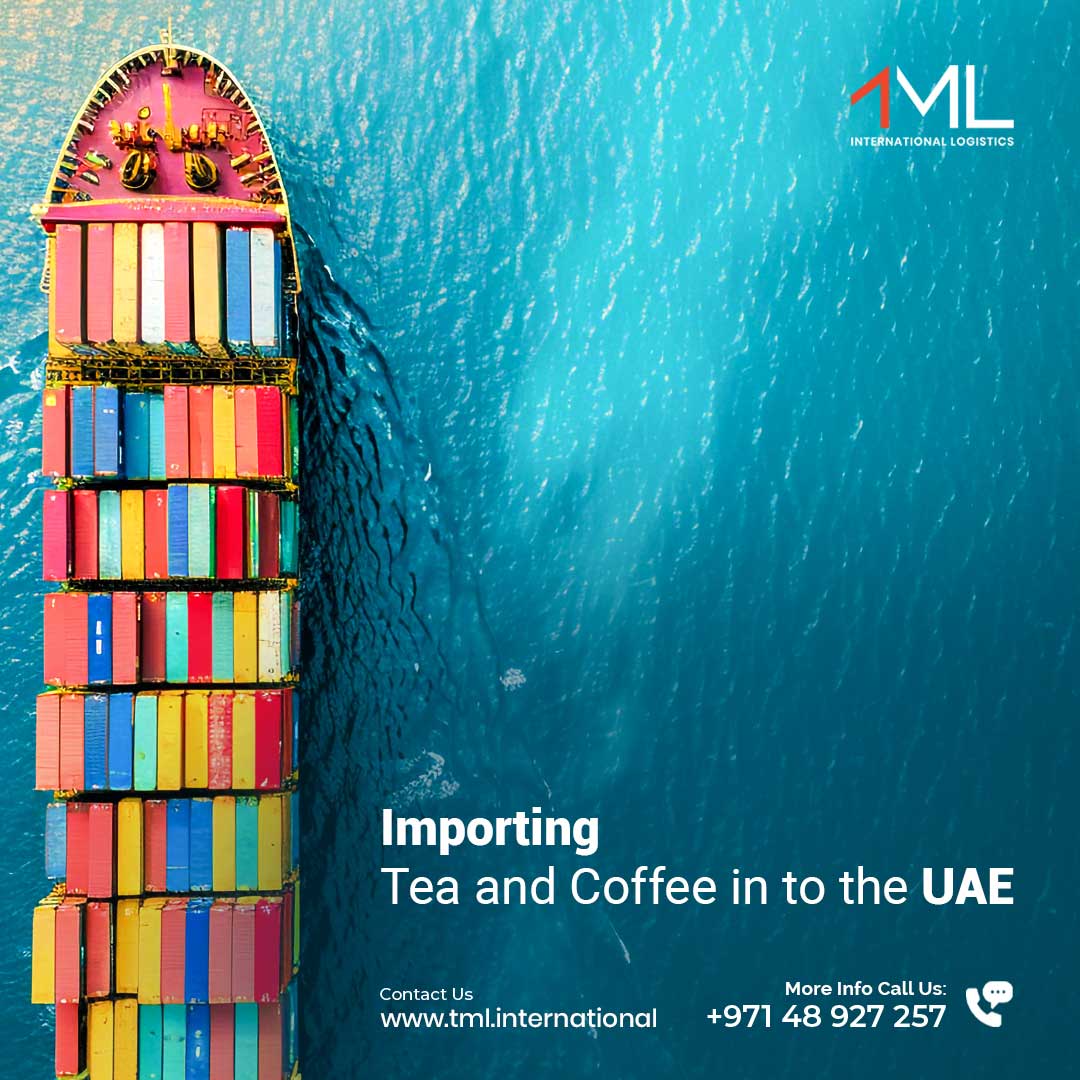 TML
INTERNATIONAL LOGISTICS
Importing
Tea and Coffee in to the UAE
Contact Us
www.tml.international
More Info Call Us:
+971 48 927 257